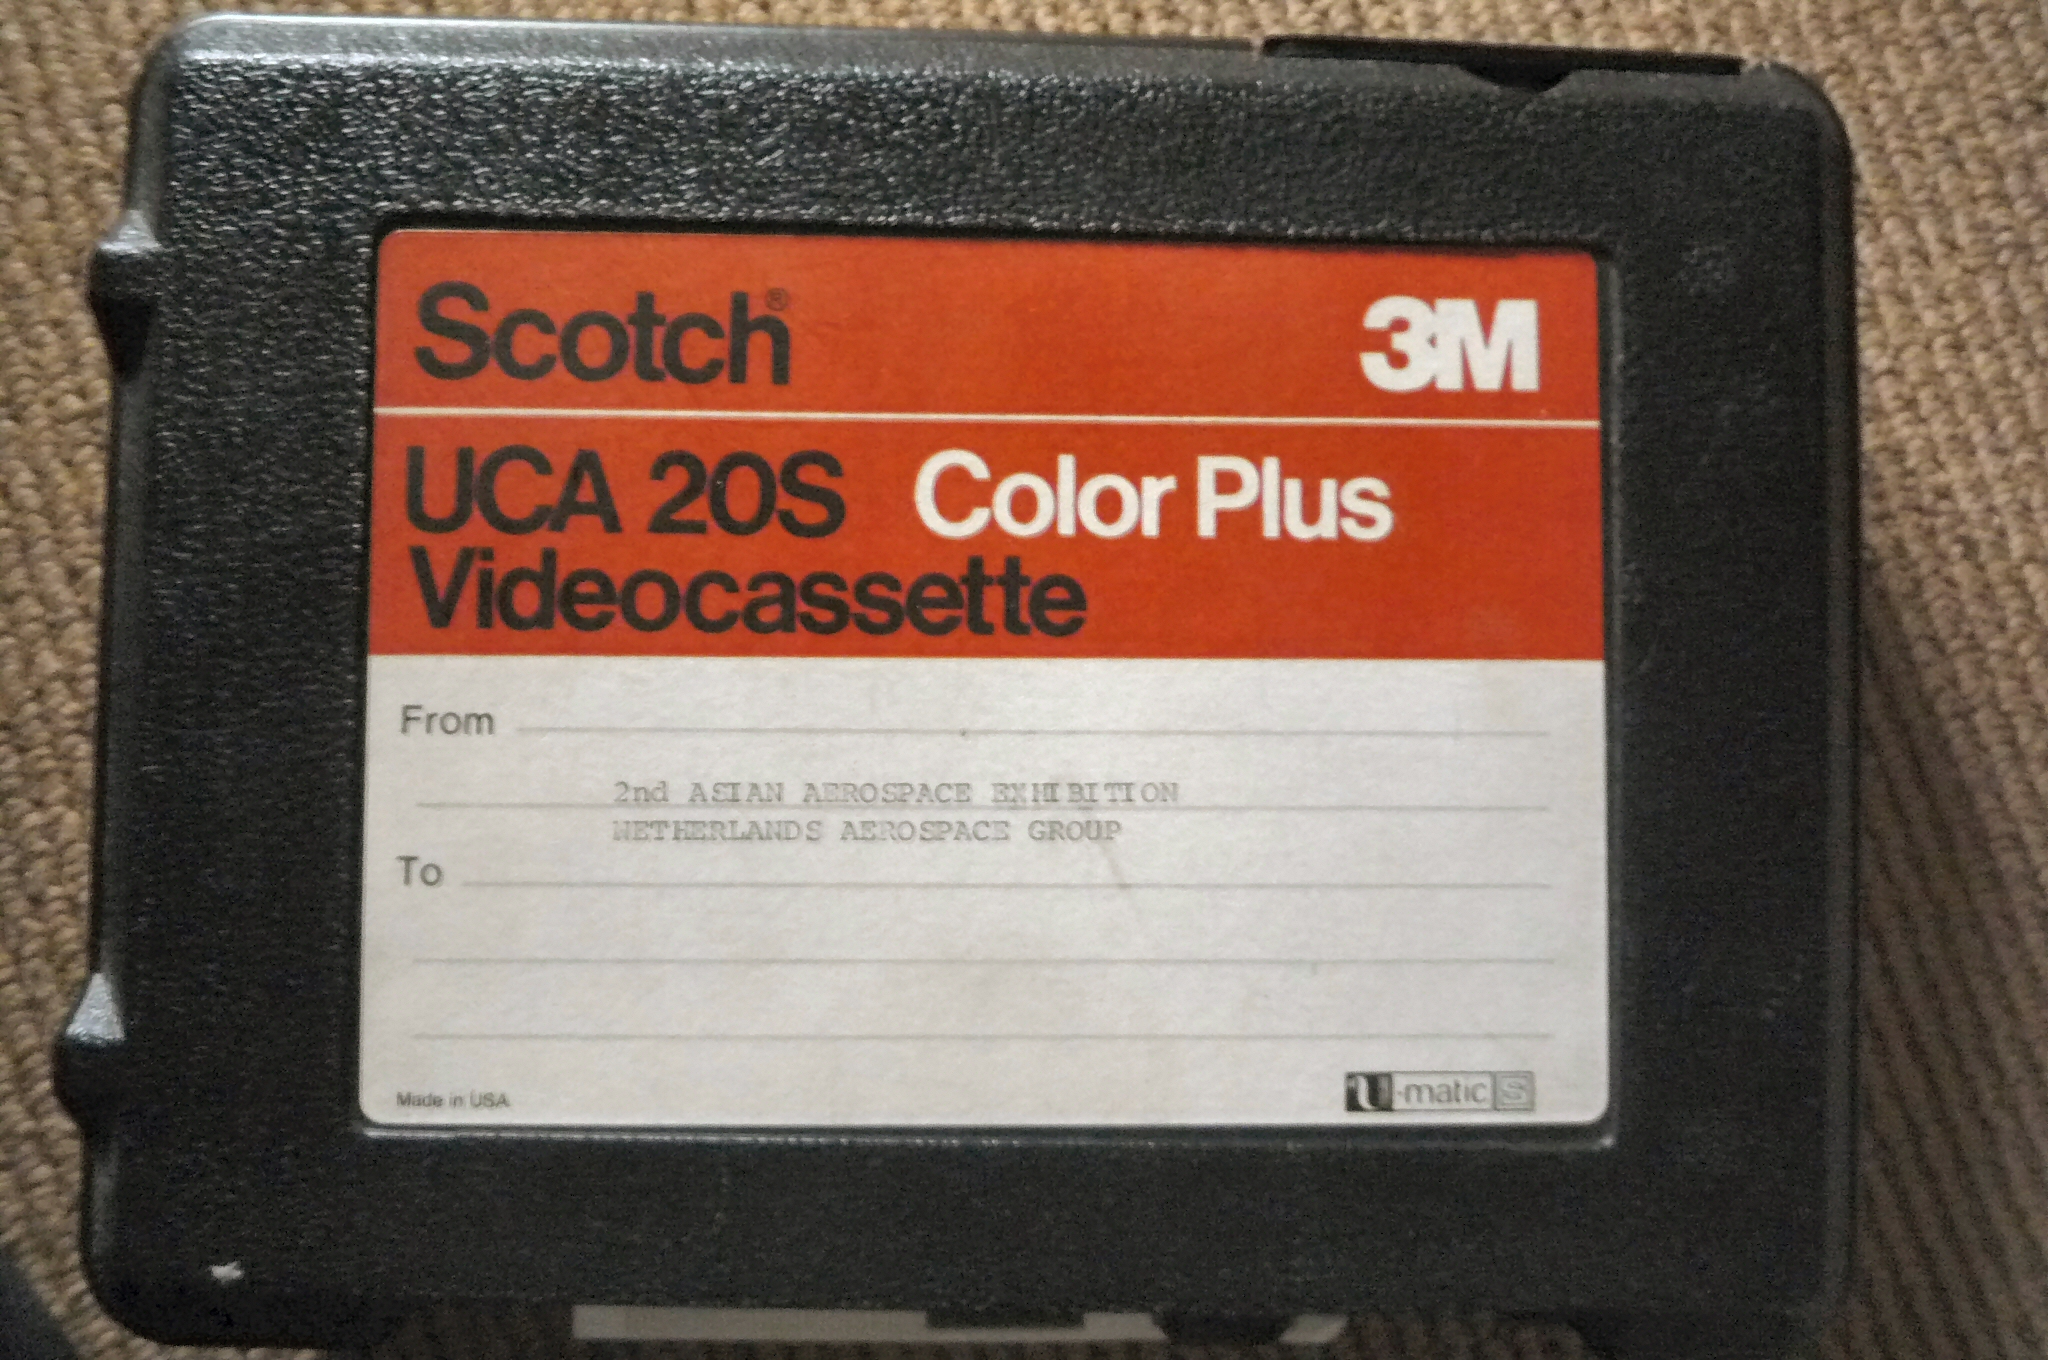 Scotch®
3M
UCA 20S Color Plus
Videocassette
From
2nd ASIAN AEROSPACE EXHIBITION
NETHERLANDS AEROSPACE GROUP
To
Made in USA
U-matic S